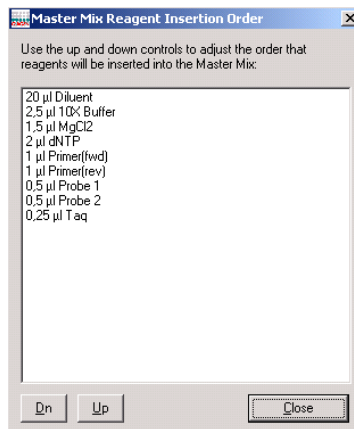 Master Mix Reagent Insertion Order
Use the up and down controls to adjust the order that
reagents will be inserted into the Master Mix:
20 µl Diluent
2,5 µl 10X Buffer
1,5 µl MgCl2
2 µl dNTP
1 µl Primer(fwd)
1 µl Primer(rev)
0,5 µl Probe 1
0,5 µl Probe 2
0,25 µl Taq
Dn Up Close